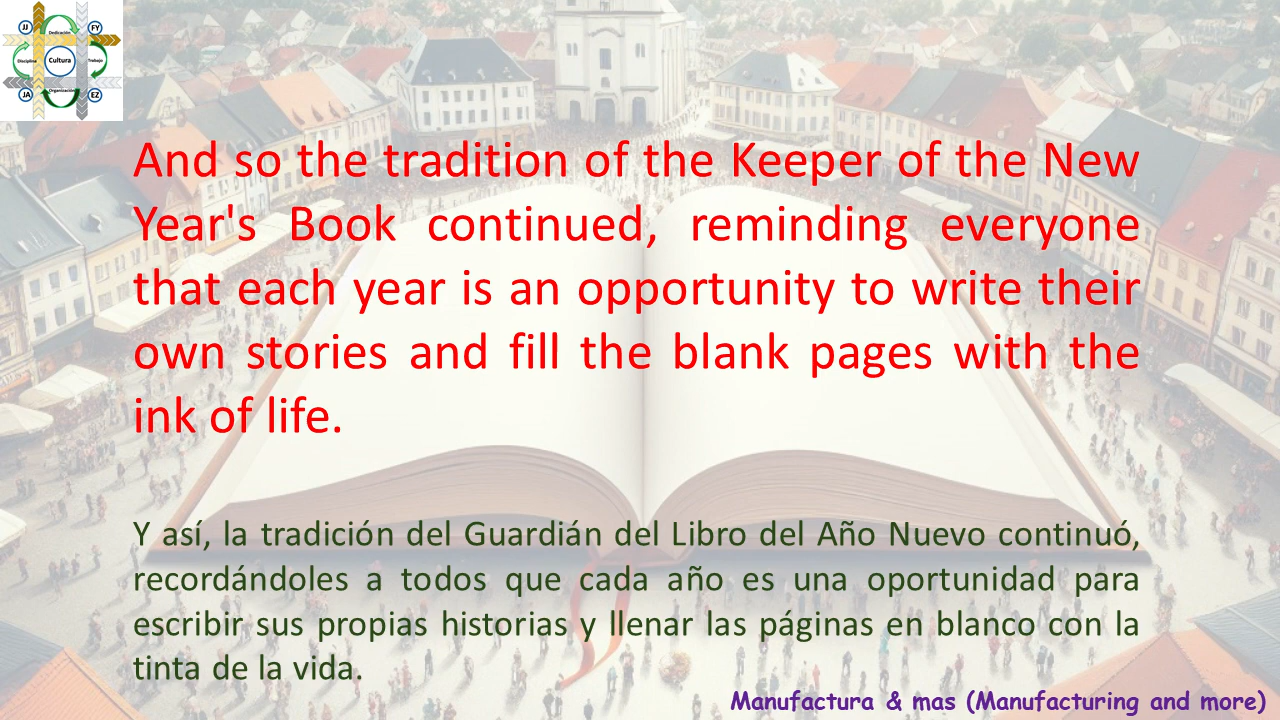 JJ
Dedicación
FY
Disciplina
Cultura
Trabajo
JA
Organización
EZ
And so the tradition of the Keeper of the New
Year's Book continued, reminding everyone
that each year is an opportunity to write their
own stories and fill the blank pages with the
ink of life.
Y así, la tradición del Guardián del Libro del Año Nuevo continuó,
recordándoles a todos que cada año es una oportunidad para
escribir sus propias historias y llenar las páginas en blanco con la
tinta de la vida.
Manufactura & mas (Manufacturing and more)